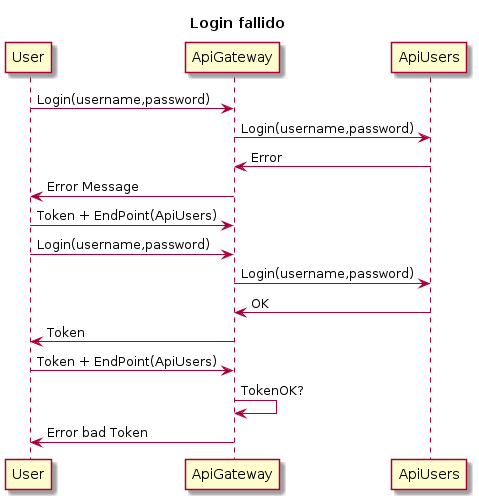 Login fallido
User ApiGateway ApiUsers
Login(username,password)
Login(username,password)
Error
Error Message
Token + EndPoint(ApiUsers)
Login(username,password)
Login(username,password)
OK
Token
Token + EndPoint(ApiUsers)
TokenOK?
Error bad Token
User ApiGateway ApiUsers